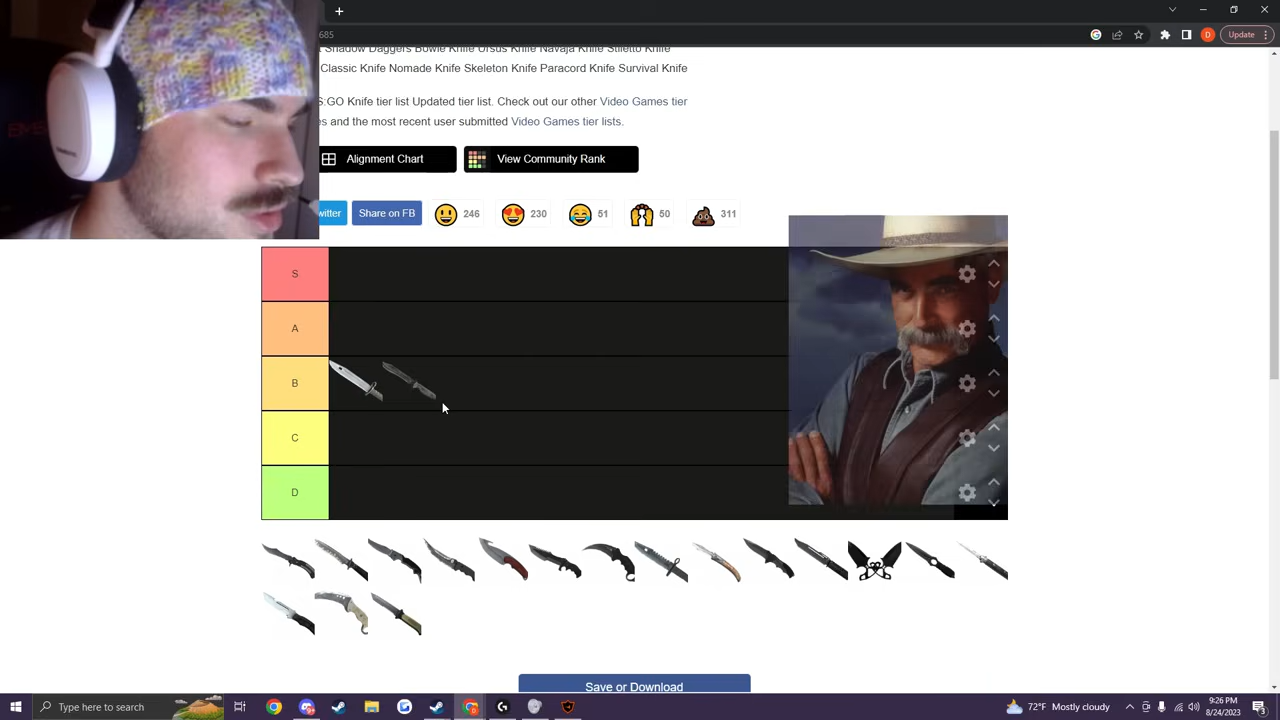 685
Update
Shadow Daggers Bowie Knife Ursus Knife Navaja Knife Stiletto Knife
Classic Knife Nomade Knife Skeleton Knife Paracord Knife Survival Knife
S:GO Knife tier list Updated tier list. Check out our other Video Games tier
and the most recent user submitted Video Games tier lists.
Alignment Chart
View Community Rank
witter
Share on FB
246
230
51
50
311
S
A
B
C
D
Save or Download
Type here to search
72°F Mostly cloudy
9:26 PM
8/24/2023